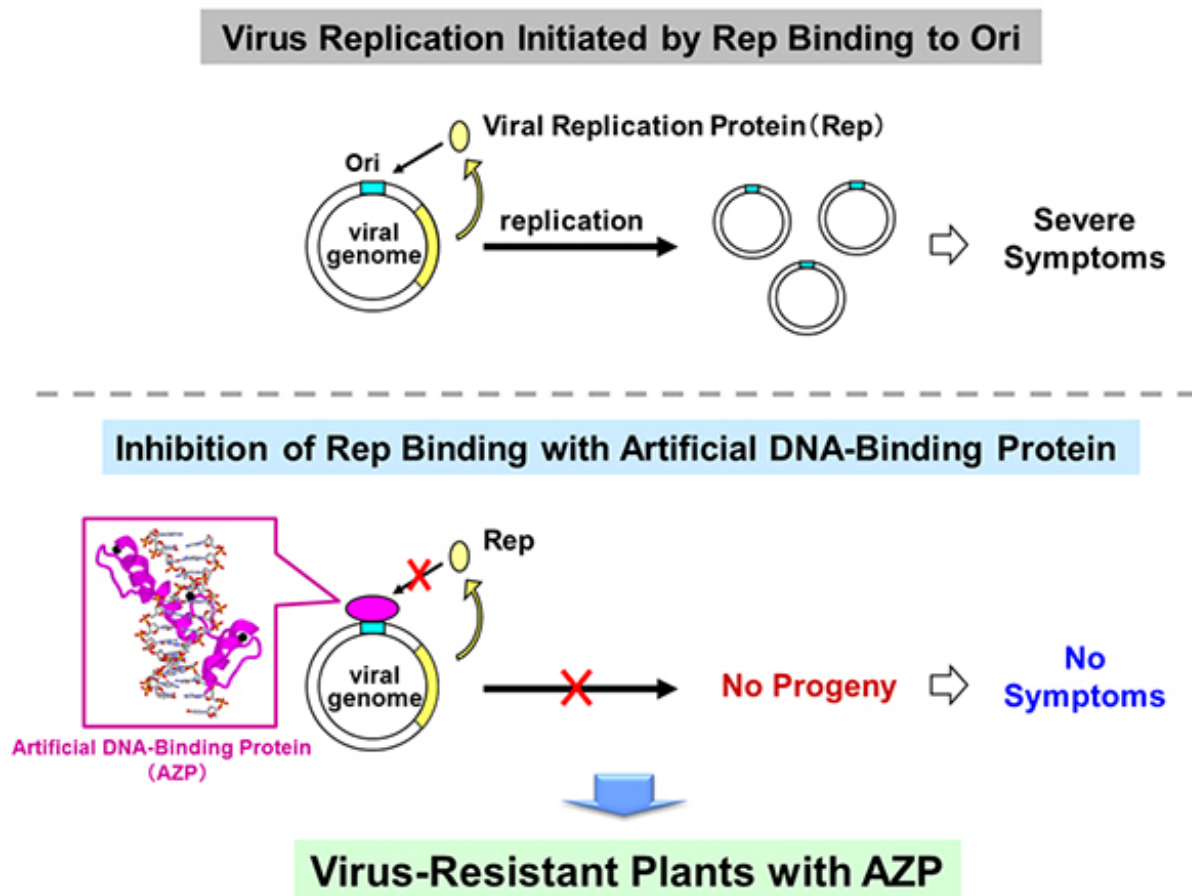 Virus Replication Initiated by Rep Binding to Ori
Viral Replication Protein（Rep）
Ori
viral
genome
replication
Severe
Symptoms
Inhibition of Rep Binding with Artificial DNA-Binding Protein
Rep
viral
genome
No Progeny
No
Symptoms
Artificial DNA-Binding Protein
（AZP）
Virus-Resistant Plants with AZP